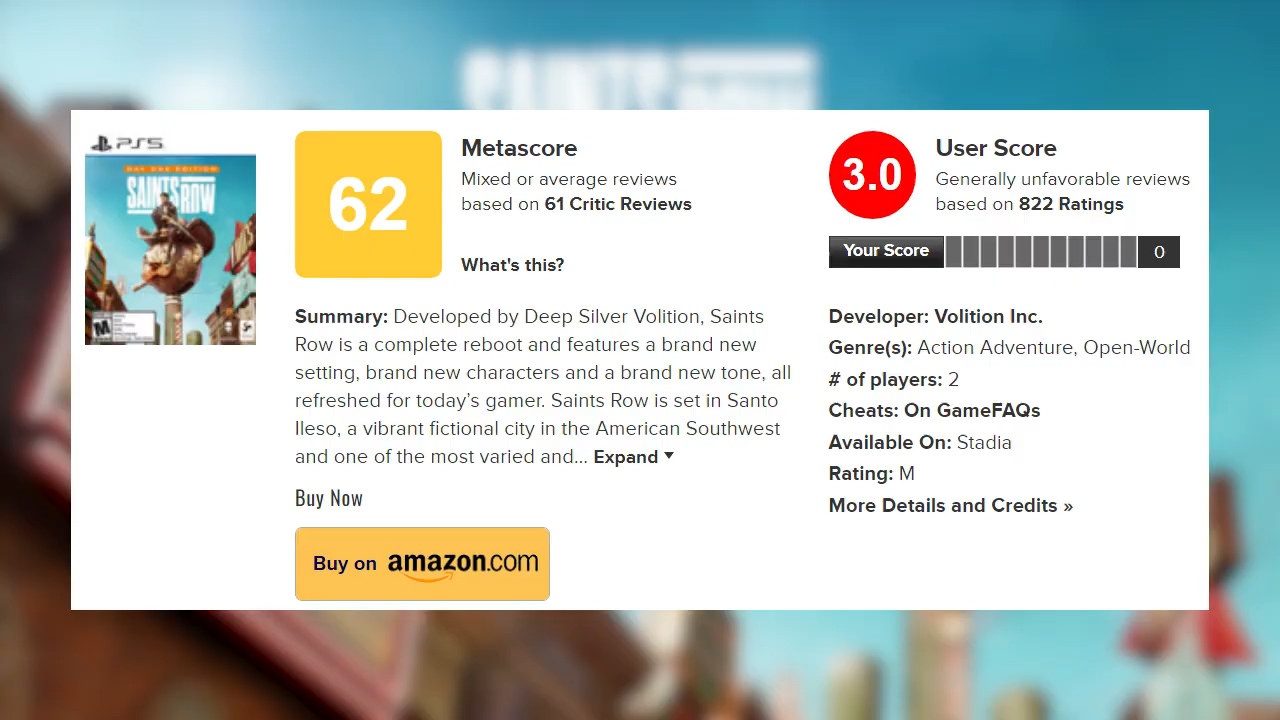 SAINTS ROW
PS5
DAY ONE EDITION
SAINTS ROW
M
62
Metascore
Mixed or average reviews
based on 61 Critic Reviews
What's this?
3.0
User Score
Generally unfavorable reviews
based on 822 Ratings
Your Score
0
Summary: Developed by Deep Silver Volition, Saints
Row is a complete reboot and features a brand new
setting, brand new characters and a brand new tone, all
refreshed for today’s gamer. Saints Row is set in Santo
Ileso, a vibrant fictional city in the American Southwest
and one of the most varied and... Expand
Buy Now
Buy on amazon.com
Developer: Volition Inc.
Genre(s): Action Adventure, Open-World
# of players: 2
Cheats: On GameFAQs
Available On: Stadia
Rating: M
More Details and Credits »